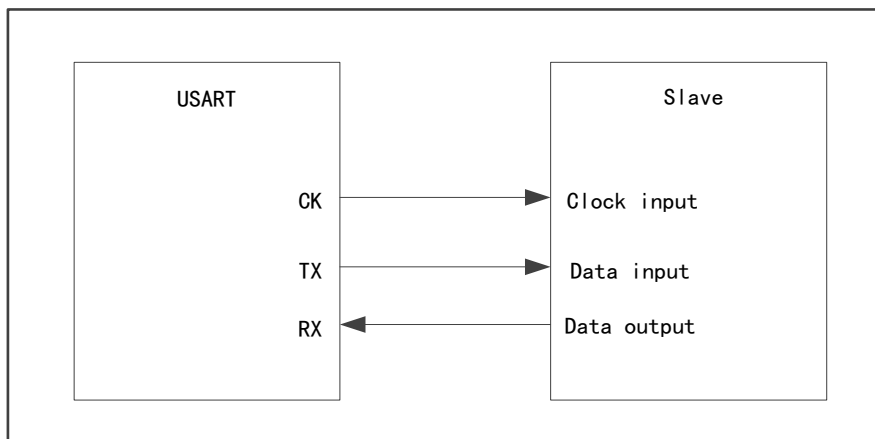 USART
Slave
CK
Clock input
TX
Data input
RX
Data output